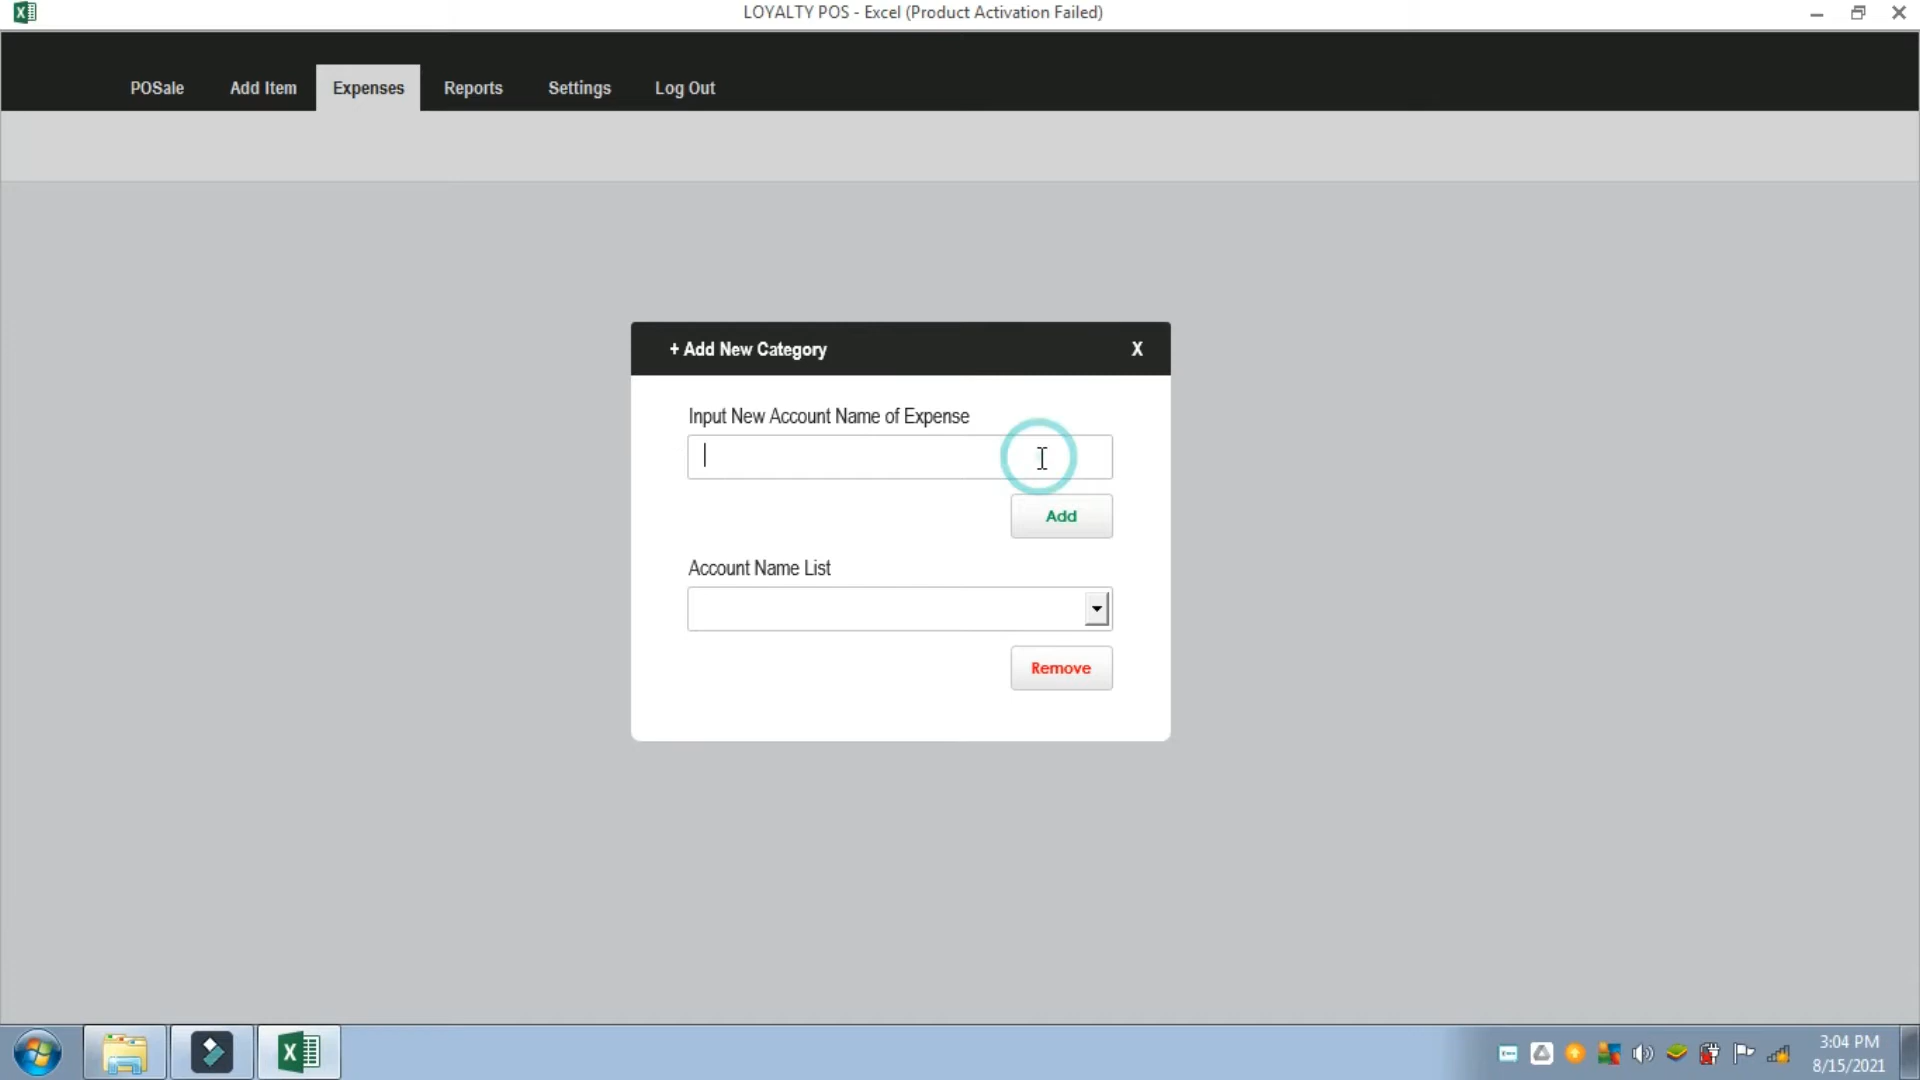 LOYALTY POS - Excel (Product Activation Failed)
POSale
Add Item
Expenses
Reports
Settings
Log Out
+ Add New Category
X
Input New Account Name of Expense
Add
Account Name List
Remove
3:04 PM
8/15/2021